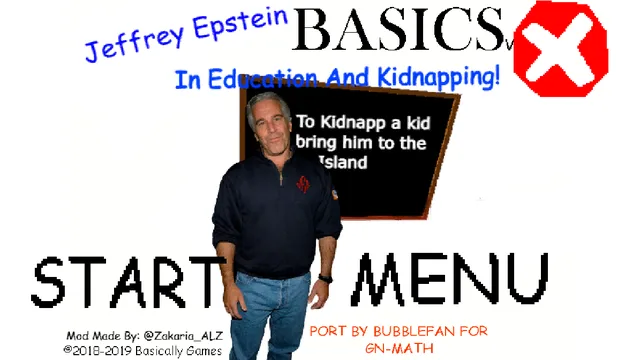 Jeffrey Epstein
BASICS
In Education And Kidnapping!
To Kidnapp a kid
bring him to the
Island
START MENU
Mod Made By: @Zakaria_ALZ
©2018-2019 Basically Games
PORT BY BUBBLEFAN FOR
GN-MATH